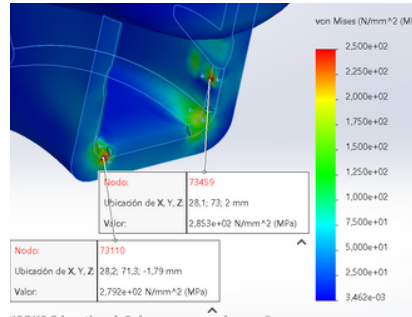 von Mises (N/mm^2 (M
2,500e+02
2,250e+02
2,000e+02
1,750e+02
1,500e+02
1,250e+02
1,000e+02
7,500e+01
5,000e+01
2,500e+01
3,462e-03
Nodo: 73459
Ubicación de X, Y, Z: 28,1; 73; 2 mm
Valor: 2,853e+02 N/mm^2 (MPa)
Nodo: 73110
Ubicación de X, Y, Z: 28,2; 71,3; -1,79 mm
Valor: 2,792e+02 N/mm^2 (MPa)